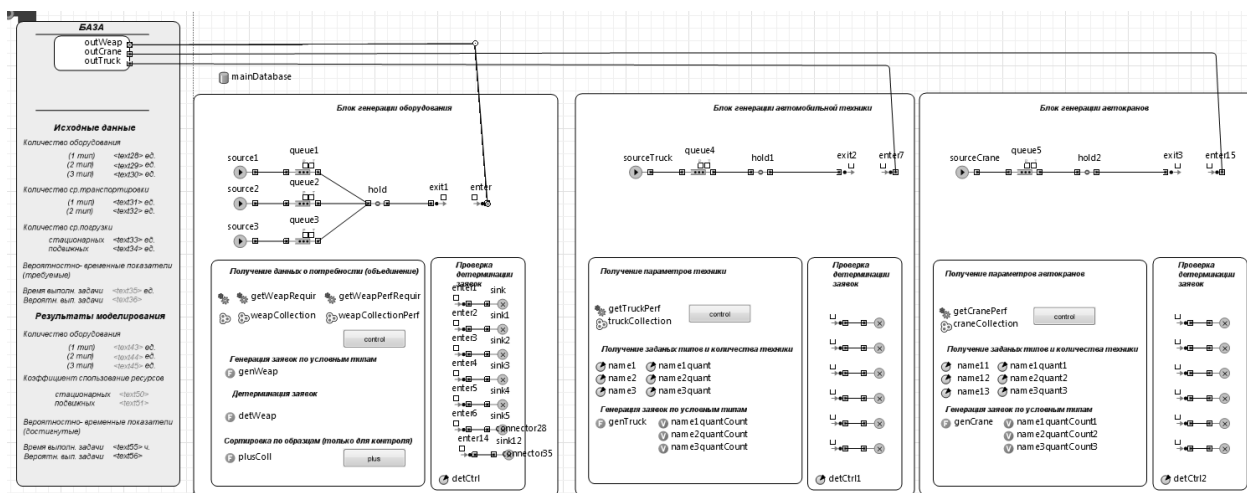 БАЗА
outWeap
outCrane
outTruck
Исходные данные
Количество оборудования
(1 тип) <text28> ед.
(2 тип) <text29> ед.
(3 тип) <text30> ед.
Количество ср.транспортировки
(1 тип) <text31> ед.
(2 тип) <text32> ед.
Количество ср.погрузки
стационарных <text33> ед.
подвижных <text34> ед.
Вероятностно- временные показатели
(требуемые)
Время выполн. задачи <text35> ед.
Вероятн. вып. задачи <text36>
Результаты моделирования
Количество оборудования
(1 тип) <text43> ед.
(2 тип) <text44> ед.
(3 тип) <text45> ед.
Коэффициент спользование ресурсов
стационарных <text50>
подвижных <text51>
Вероятностно- временные показатели
(достигнутые)
Время выполн. задачи <text55> ч.
Вероятн. вып. задачи <text56>
mainDatabase
Блок генерации оборудования
source1
queue1
source2
queue2
source3
queue3
hold
exit1
enter
Получение данных о потребности (объединение)
getWeapRequir
getWeapPerfRequir
weapCollection
weapCollectionPerf
control
Генерация заявок по условным типам
genWeap
Детерминация заявок
detWeap
Сортировка по образцам (только для контроля)
plusColl
plus
Проверка
детерминации
заявок
enter1 sink
enter2 sink1
enter3 sink2
enter4 sink3
enter5 sink4
enter6 sink5
connector28
enter14 sink12
connector35
detCtrl
Блок генерации автомобильной техники
sourceTruck
queue4
hold1
exit2
enter7
Получение параметров техники
getTruckPerf
truckCollection
control
Получение заданых типов и количества техники
name1 name1quant
name2 name2quant
name3 name3quant
Генерация заявок по условным типам
genTruck
name1quantCount
name2quantCount
name3quantCount
Проверка
детерминации
заявок
detCtrl1
Блок генерации автокранов
sourceCrane
queue5
hold2
exit3
enter15
Получение параметров автокранов
getCranePerf
craneCollection
control
Получение заданых типов и количества техники
name11 name1quant1
name12 name2quant2
name13 name3quant3
Генерация заявок по условным типам
genCrane
name1quantCount1
name2quantCount2
name3quantCount3
Проверка
детерминации
заявок
detCtrl2